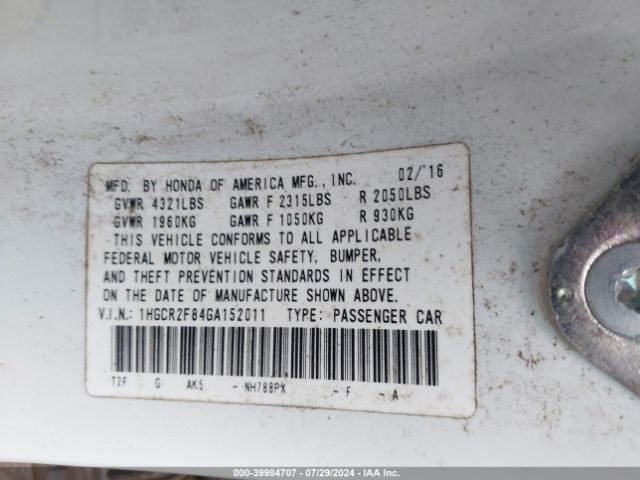 MFD. BY HONDA OF AMERICA MFG., INC. 02/'16
GVWR 4321LBS GAWR F 2315LBS R 2050LBS
GVWR 1960KG GAWR F 1050KG R 930KG
THIS VEHICLE CONFORMS TO ALL APPLICABLE
FEDERAL MOTOR VEHICLE SAFETY, BUMPER,
AND THEFT PREVENTION STANDARDS IN EFFECT
ON THE DATE OF MANUFACTURE SHOWN ABOVE.
V.I.N.: 1HGCR2F84GA152011 TYPE: PASSENGER CAR
T2F G AK5 - NH788PX - F - A
000-39984707 / 07/29/2024 - IAA Inc.